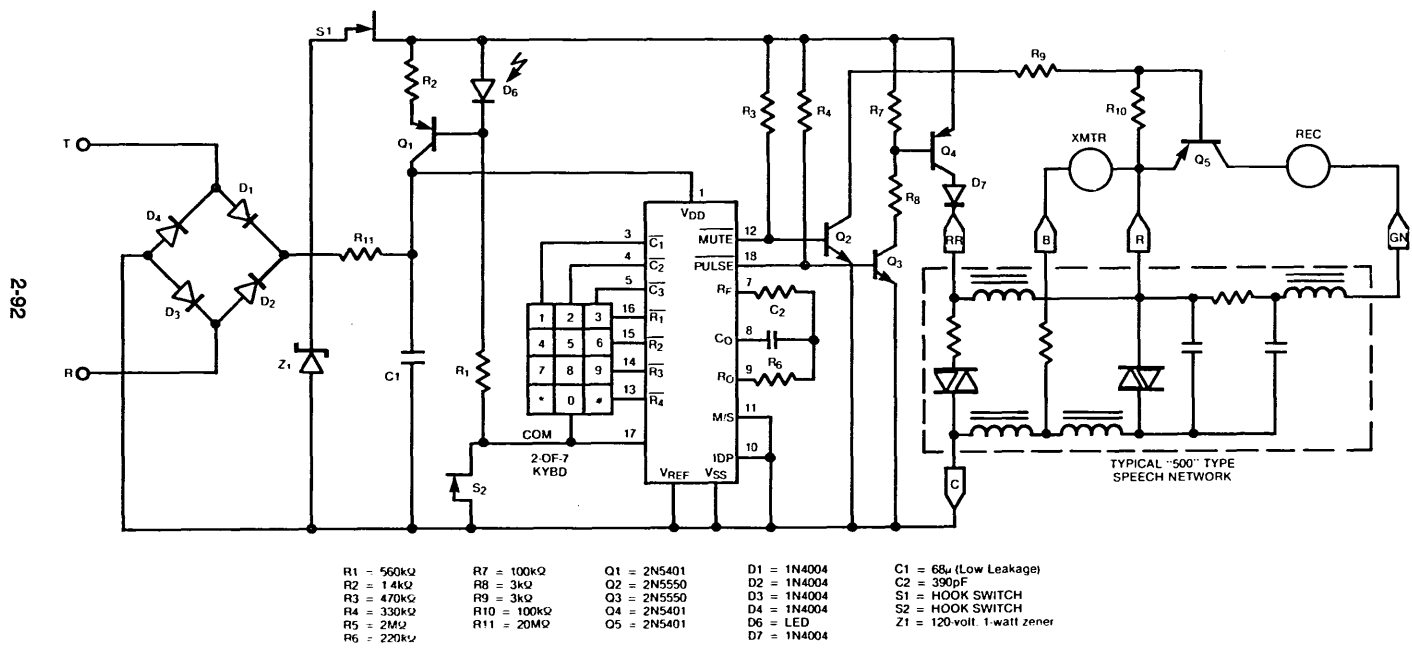 S1
R2
D6
Q1
R3
R4
R7
R9
R10
XMTR
REC
Q4
Q5
D7
R8
T
D1
D4
D3
D2
R11
R
Z1
C1
R1
1
VDD
3 C1
4 C2
5 C3
16 R1
15 R2
14 R3
13 R4
17
MUTE 12
PULSE 18
RF 7
C2
CO 8
R6
RO 9
M/S 11
IDP 10
VREF VSS
1 2 3
4 5 6
7 8 9
* 0 #
COM
2-OF-7
KYBD
S2
Q2
Q3
RR
B
R
GN
C
TYPICAL "500" TYPE
SPEECH NETWORK
2-92
R1 = 560kΩ
R2 = 1 4kΩ
R3 = 470kΩ
R4 = 330kΩ
R5 = 2MΩ
R6 = 220kΩ
R7 = 100kΩ
R8 = 3kΩ
R9 = 3kΩ
R10 = 100kΩ
R11 = 20MΩ
Q1 = 2N5401
Q2 = 2N5550
Q3 = 2N5550
Q4 = 2N5401
Q5 = 2N5401
D1 = 1N4004
D2 = 1N4004
D3 = 1N4004
D4 = 1N4004
D6 = LED
D7 = 1N4004
C1 = 68µ (Low Leakage)
C2 = 390pF
S1 = HOOK SWITCH
S2 = HOOK SWITCH
Z1 = 120-volt. 1-watt zener